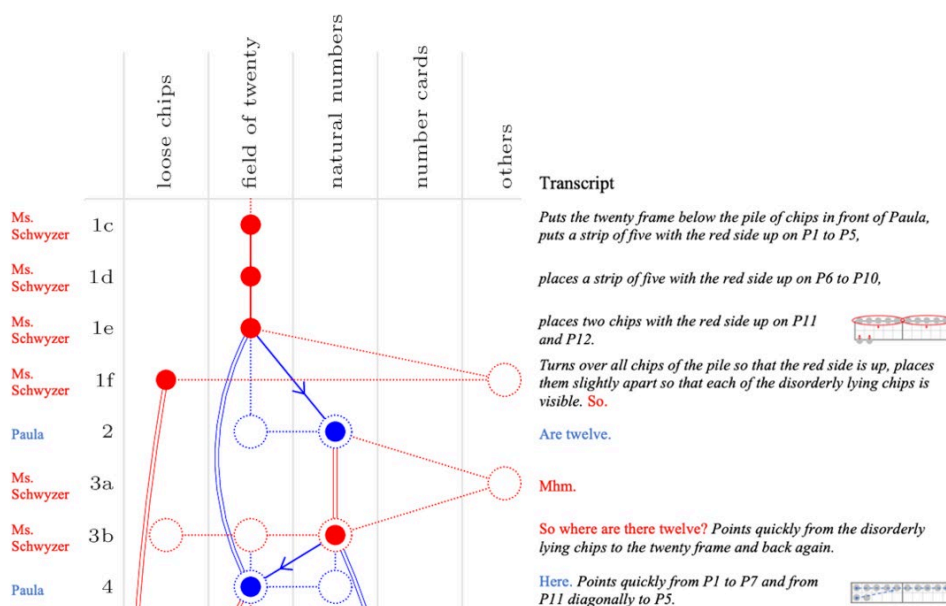 loose chips
field of twenty
natural numbers
number cards
others
Transcript
Ms.
Schwyzer
1c
Puts the twenty frame below the pile of chips in front of Paula,
puts a strip of five with the red side up on P1 to P5,
Ms.
Schwyzer
1d
places a strip of five with the red side up on P6 to P10,
Ms.
Schwyzer
1e
places two chips with the red side up on P11
and P12.
Ms.
Schwyzer
1f
Turns over all chips of the pile so that the red side is up, places
them slightly apart so that each of the disorderly lying chips is
visible. So.
Paula
2
Are twelve.
Ms.
Schwyzer
3a
Mhm.
Ms.
Schwyzer
3b
So where are there twelve? Points quickly from the disorderly
lying chips to the twenty frame and back again.
Paula
4
Here. Points quickly from P1 to P7 and from
P11 diagonally to P5.